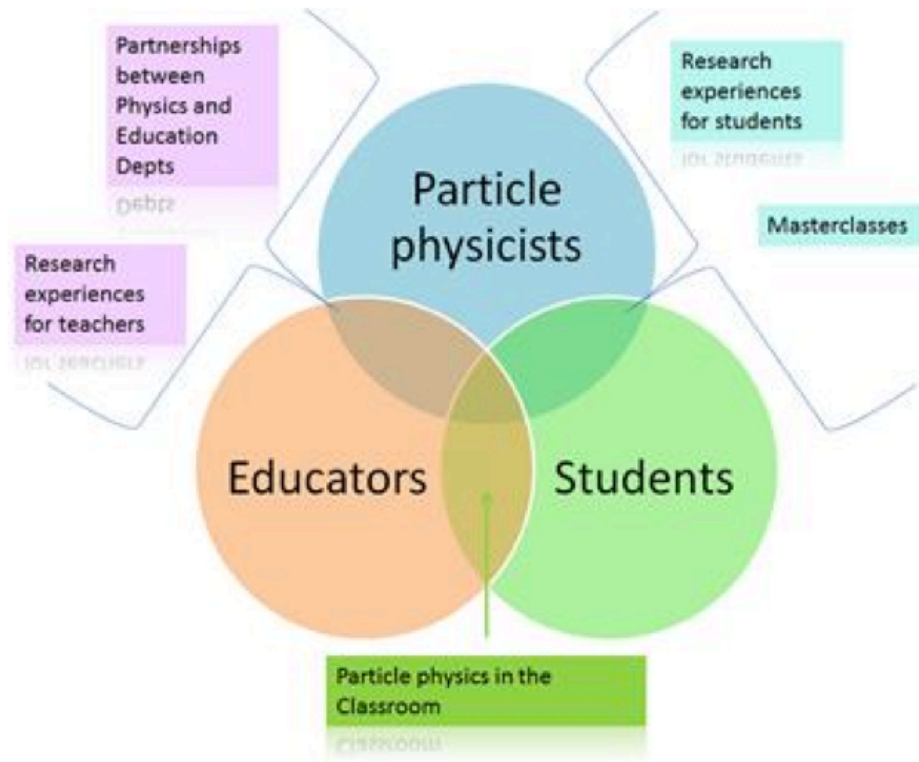 Partnerships
between
Physics and
Education
Depts
Research
experiences
for teachers
Research
experiences
for students
Masterclasses
Particle
physicists
Educators
Students
Particle physics in the
Classroom